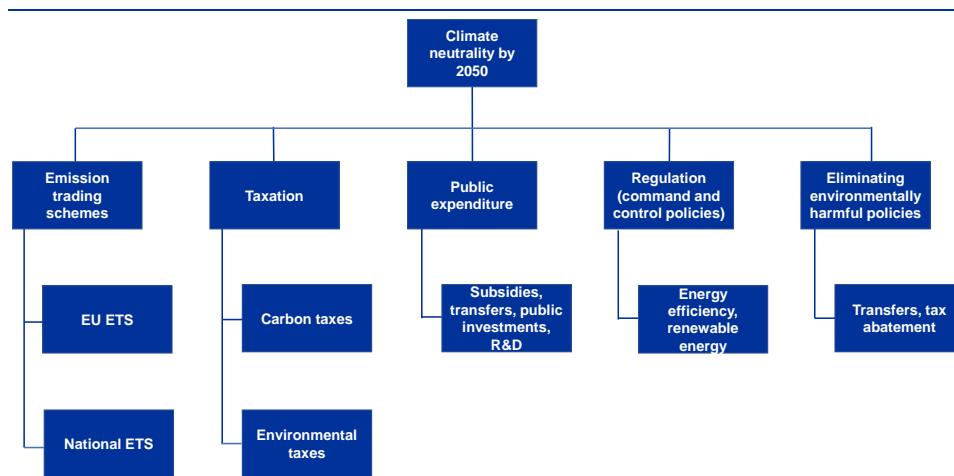 Climate
neutrality by
2050
Emission
trading
schemes
Taxation
Public
expenditure
Regulation
(command and
control policies)
Eliminating
environmentally
harmful policies
EU ETS
Carbon taxes
Subsidies,
transfers, public
investments,
R&D
Energy
efficiency,
renewable
energy
Transfers, tax
abatement
National ETS
Environmental
taxes